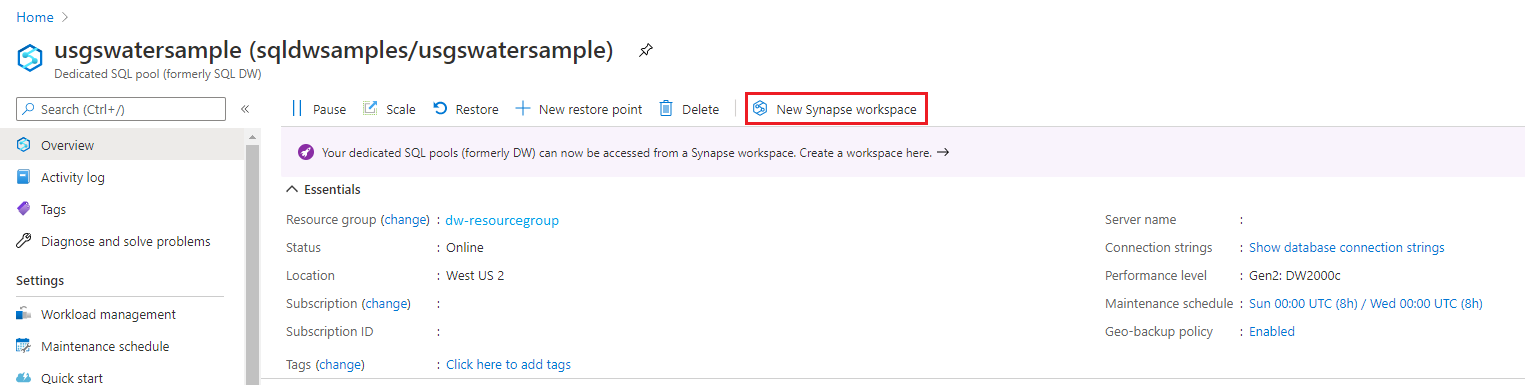 Home
usgswatersample (sqldwsamples/usgswatersample)
Dedicated SQL pool (formerly SQL DW)
Search (Ctrl+/)
Pause Scale Restore New restore point Delete New Synapse workspace
Overview
Activity log
Tags
Diagnose and solve problems
Settings
Workload management
Maintenance schedule
Quick start
Your dedicated SQL pools (formerly DW) can now be accessed from a Synapse workspace. Create a workspace here. →
Essentials
Resource group (change) : dw-resourcegroup
Status : Online
Location : West US 2
Subscription (change) :
Subscription ID :
Tags (change) : Click here to add tags
Server name :
Connection strings : Show database connection strings
Performance level : Gen2: DW2000c
Maintenance schedule : Sun 00:00 UTC (8h) / Wed 00:00 UTC (8h)
Geo-backup policy : Enabled